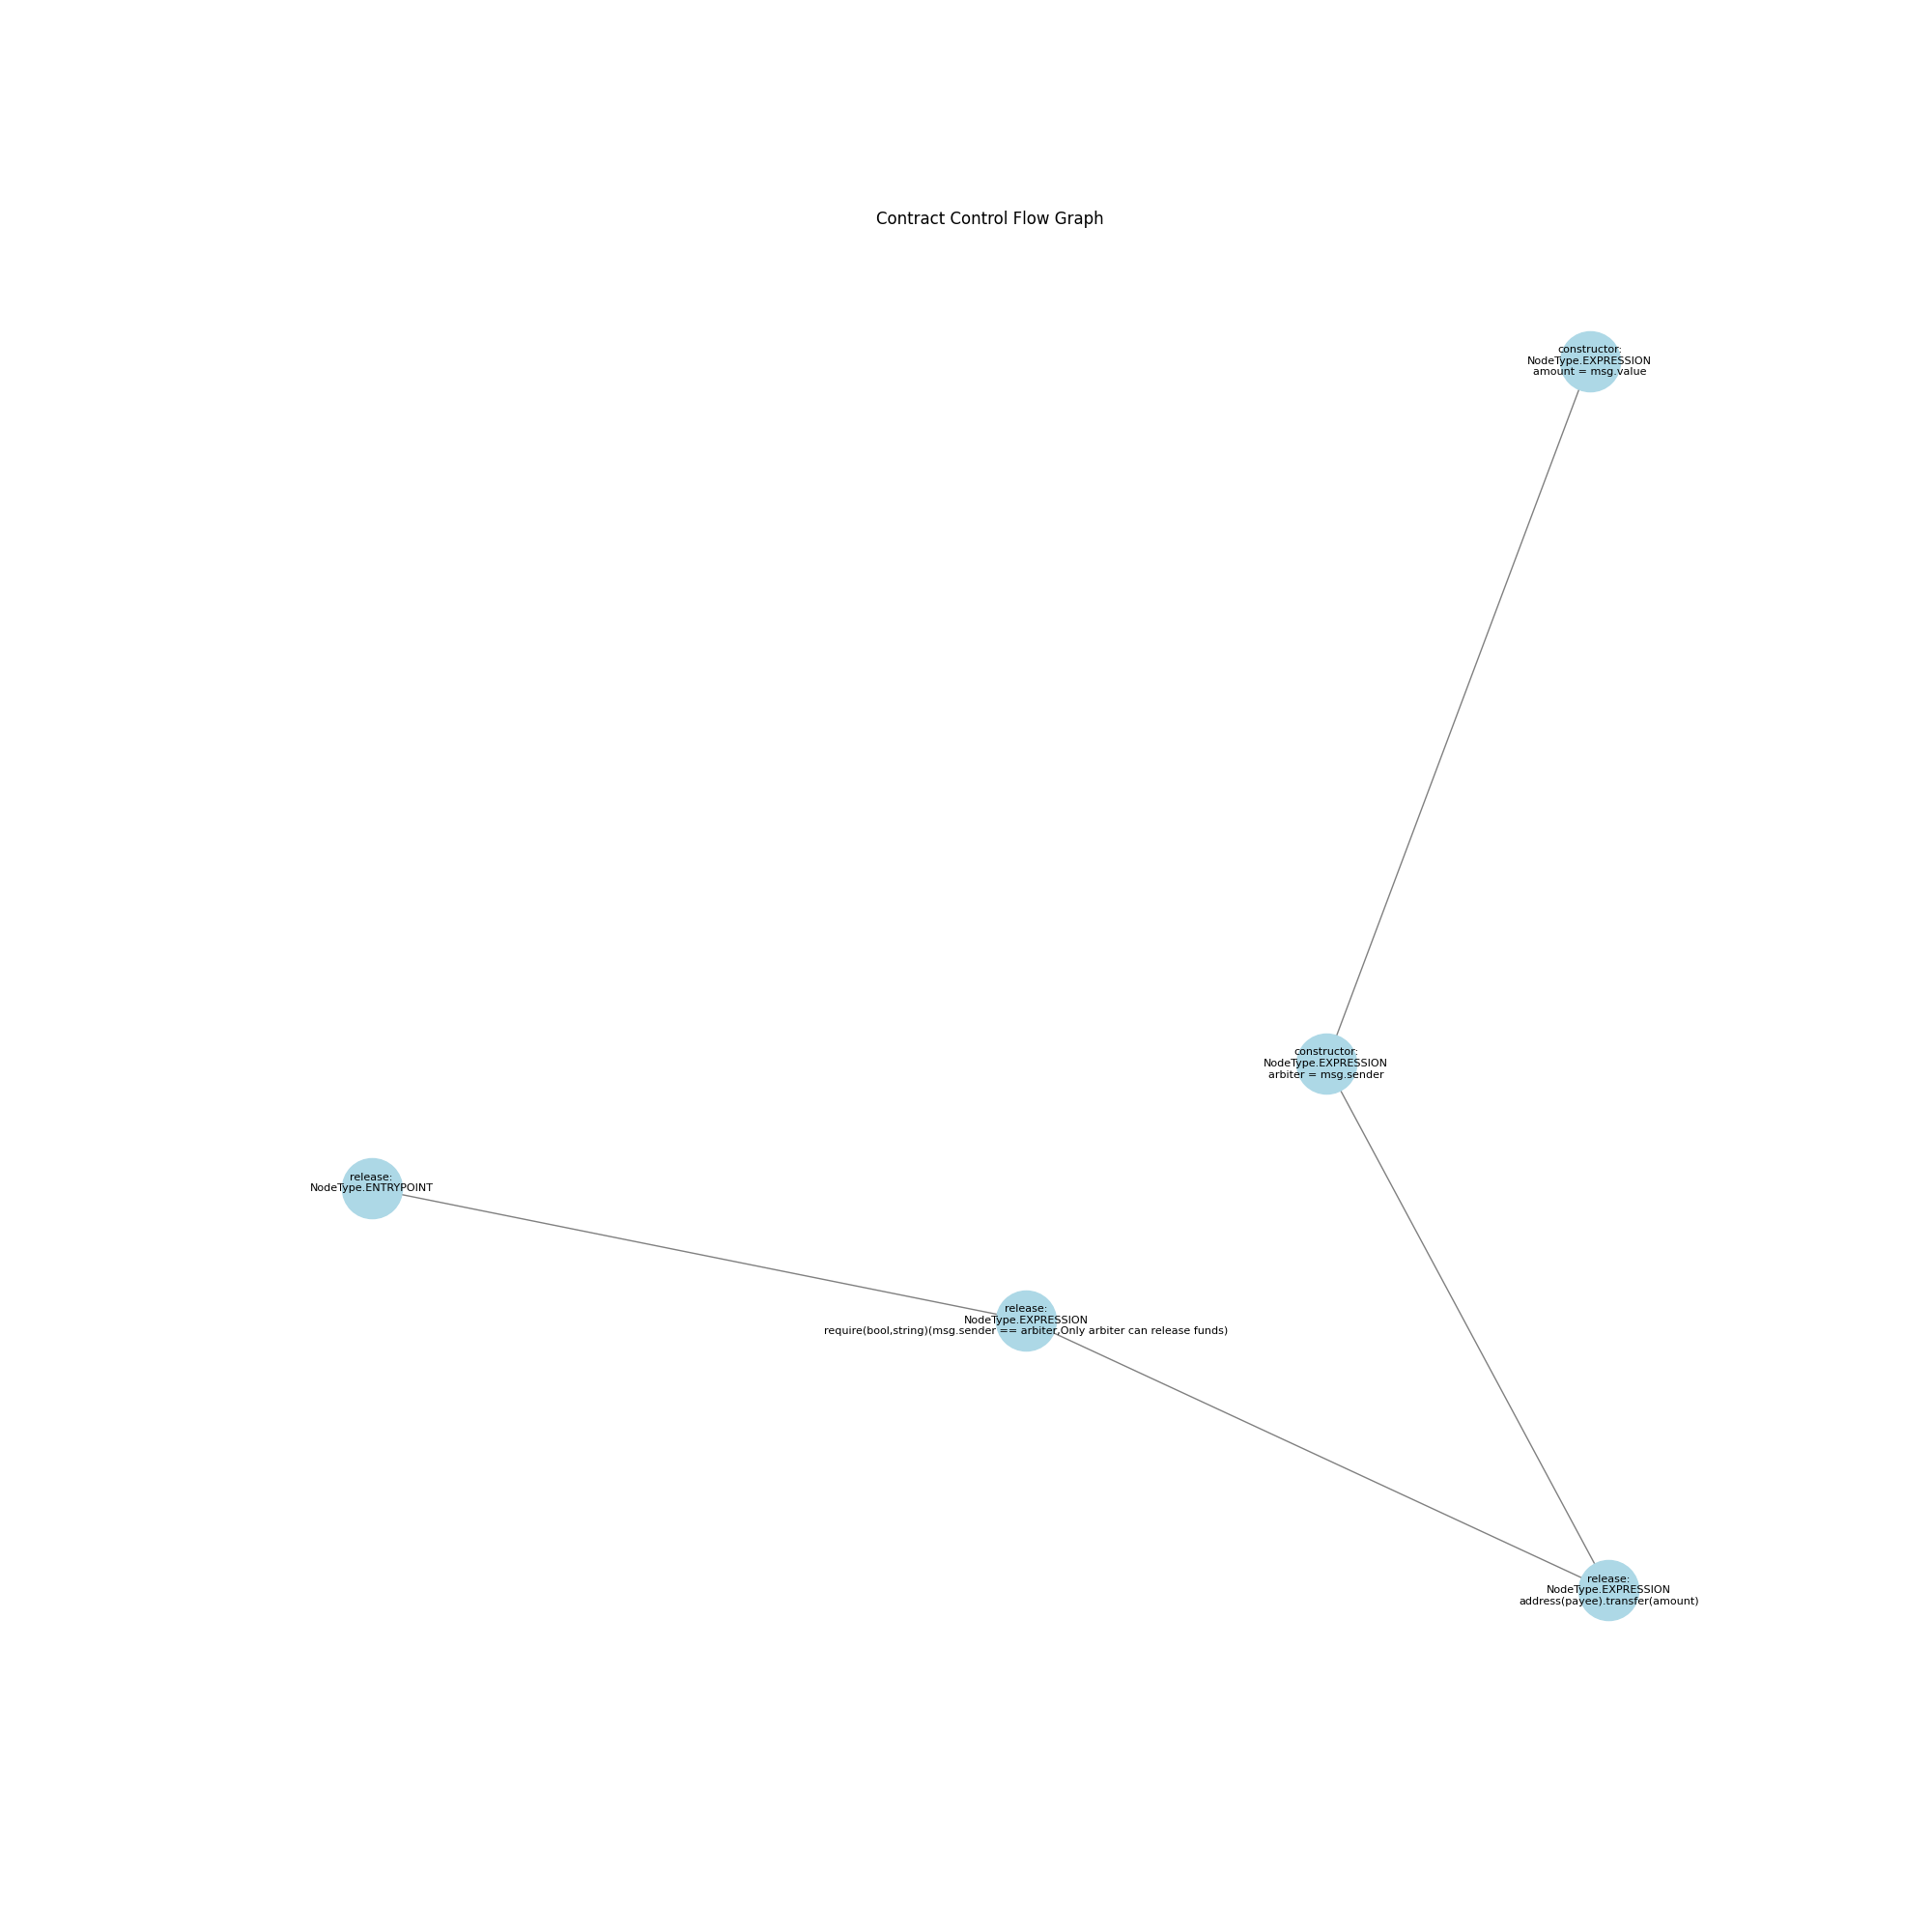 Contract Control Flow Graph
constructor:
NodeType.EXPRESSION
amount = msg.value
constructor:
NodeType.EXPRESSION
arbiter = msg.sender
release:
NodeType.ENTRYPOINT
release:
NodeType.EXPRESSION
require(bool,string)(msg.sender == arbiter,Only arbiter can release funds)
release:
NodeType.EXPRESSION
address(payee).transfer(amount)